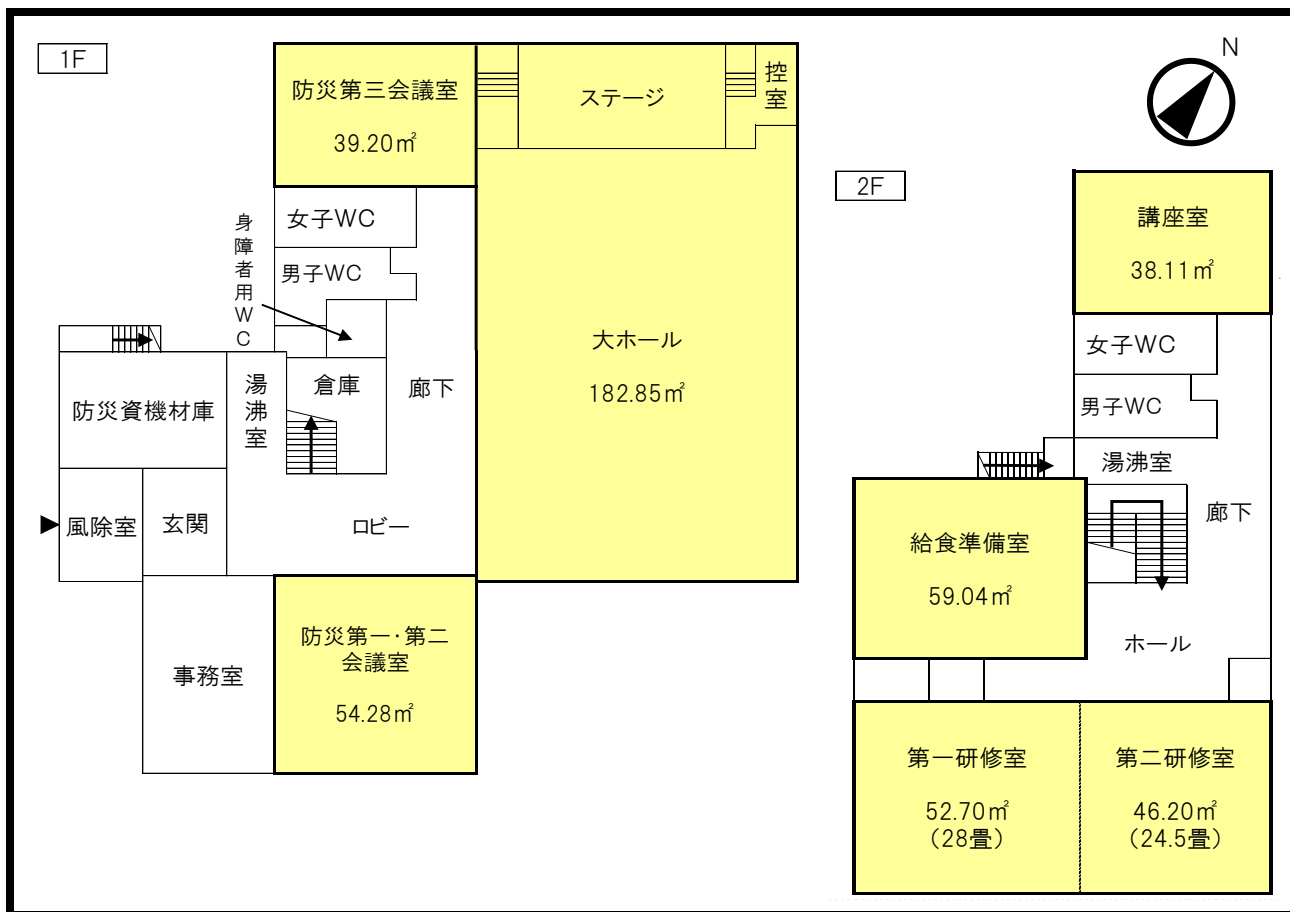 1F
防災第三会議室
39.20㎡
ステージ
控室
N
2F
身障者用WC
女子WC
男子WC
大ホール
182.85㎡
防災資機材庫
湯沸室
倉庫
廊下
風除室
玄関
ロビー
事務室
防災第一・第二
会議室
54.28㎡
講座室
38.11㎡
女子WC
男子WC
湯沸室
廊下
給食準備室
59.04㎡
ホール
第一研修室
52.70㎡
（28畳）
第二研修室
46.20㎡
（24.5畳）